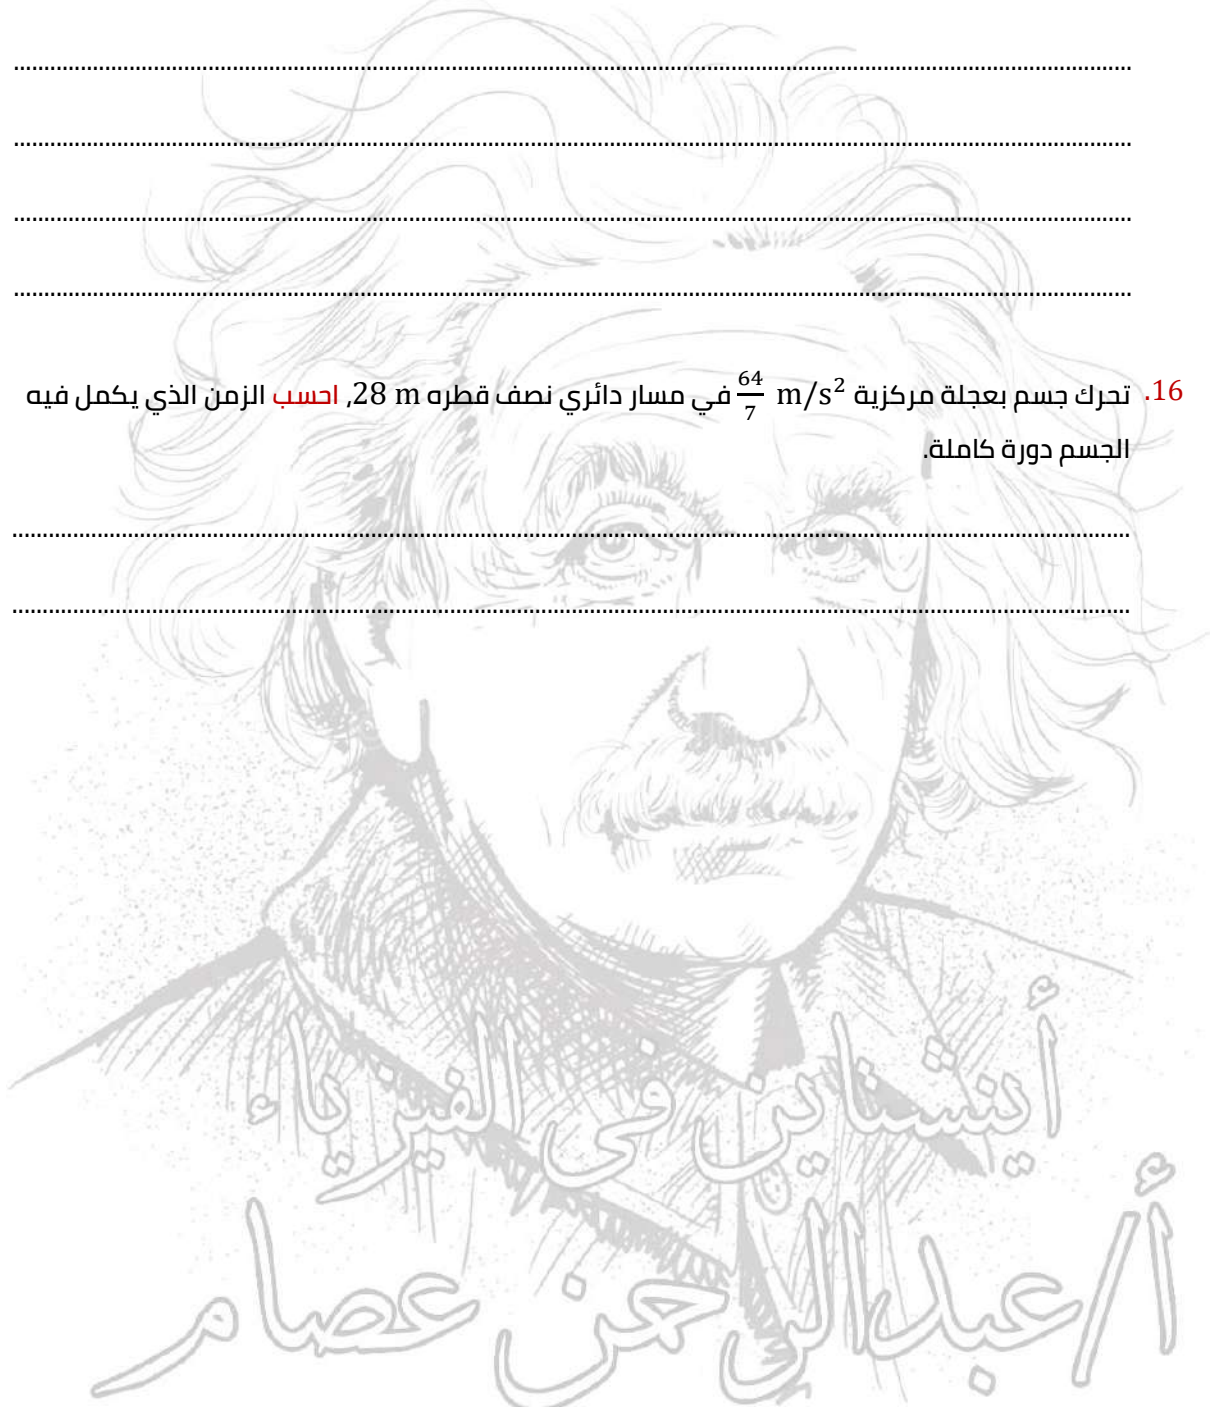 16. تحرك جسم بعجلة مركزية $\frac{64}{7}$ m/s² في مسار دائري نصف قطره 28 m, احسب الزمن الذي يكمل فيه
الجسم دورة كاملة.
أينشتاين فى الفيزياء
أ/عبدالرحمن عصام